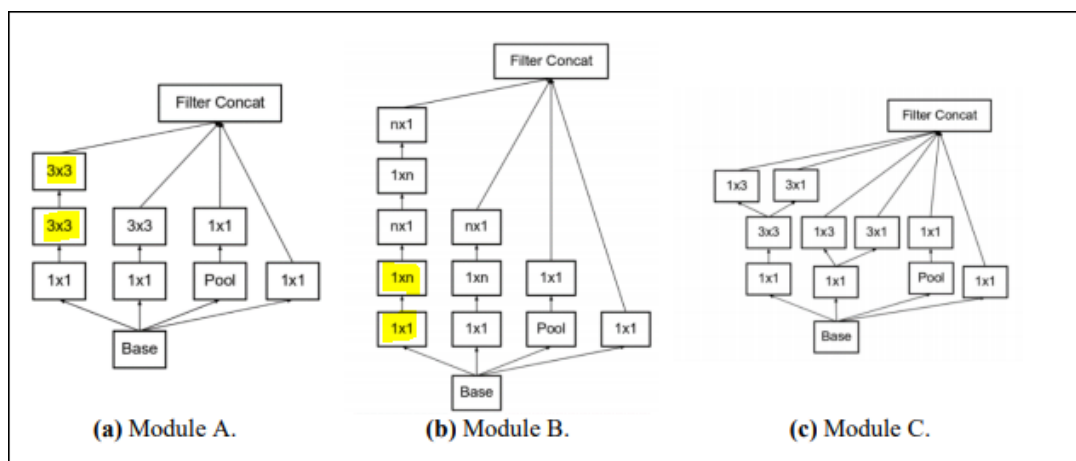 Filter Concat
3x3
3x3
3x3
1x1
1x1
1x1
Pool
1x1
Base
(a) Module A.
Filter Concat
nx1
1xn
nx1
nx1
1xn
1xn
1x1
1x1
1x1
Pool
1x1
Base
(b) Module B.
Filter Concat
1x3
3x1
3x3
1x3
3x1
1x1
1x1
1x1
Pool
1x1
Base
(c) Module C.